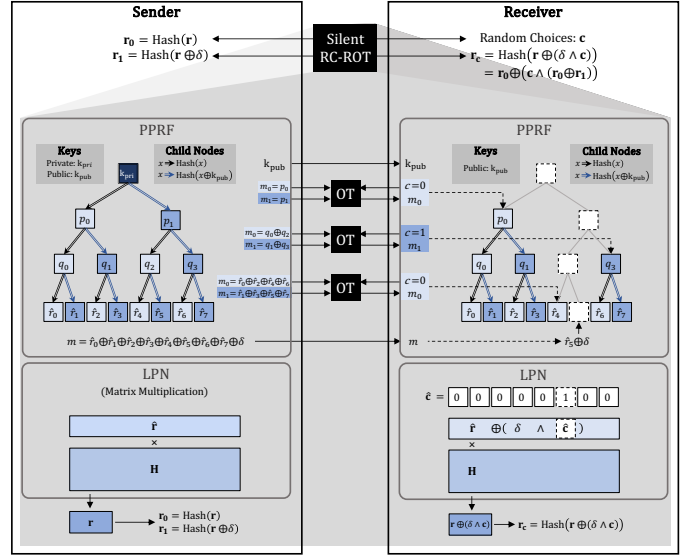 Sender
Receiver
r₀ = Hash(r)
r₁ = Hash(r ⊕δ)
Silent
RC-ROT
Random Choices: c
r_c = Hash(r ⊕(δ ∧ c))
= r₀⊕(c ∧ (r₀⊕r₁))
PPRF
Keys
Private: k_pri
Public: k_pub
Child Nodes
x → Hash(x)
x → Hash(x⊕k_pub)
k_pri
p₀
p₁
q₀
q₁
q₂
q₃
r̂₀ r̂₁ r̂₂ r̂₃ r̂₄ r̂₅ r̂₆ r̂₇
m = r̂₀⊕r̂₁⊕r̂₂⊕r̂₃⊕r̂₄⊕r̂₅⊕r̂₆⊕r̂₇⊕δ
k_pub
k_pub
m₀= p₀
m₁= p₁
OT
c=0
m₀
m₀= q₀⊕q₂
m₁= q₁⊕q₃
OT
c=1
m₁
m₀= r̂₀⊕r̂₂⊕r̂₄⊕r̂₆
m₁= r̂₁⊕r̂₃⊕r̂₅⊕r̂₇
OT
c=0
m₀
m
PPRF
Keys
Public: k_pub
Child Nodes
x → Hash(x)
x → Hash(x⊕k_pub)
p₀
q₀
q₁
q₃
r̂₀ r̂₁ r̂₂ r̂₃ r̂₄ r̂₆ r̂₇
r̂₅⊕δ
LPN
(Matrix Multiplication)
r̂
×
H
r
r₀ = Hash(r)
r₁ = Hash(r ⊕δ)
LPN
ĉ = 0 0 0 0 0 1 0 0
r̂ ⊕( δ ∧ ĉ )
×
H
r ⊕(δ ∧ c)
r_c = Hash(r ⊕(δ ∧ c))